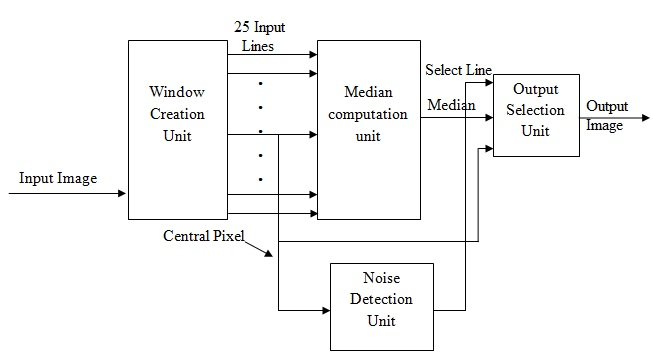 25 Input
Lines
Window
Creation
Unit
Median
computation
unit
Select Line
Median
Output
Selection
Unit
Output
Image
Input Image
Central Pixel
Noise
Detection
Unit